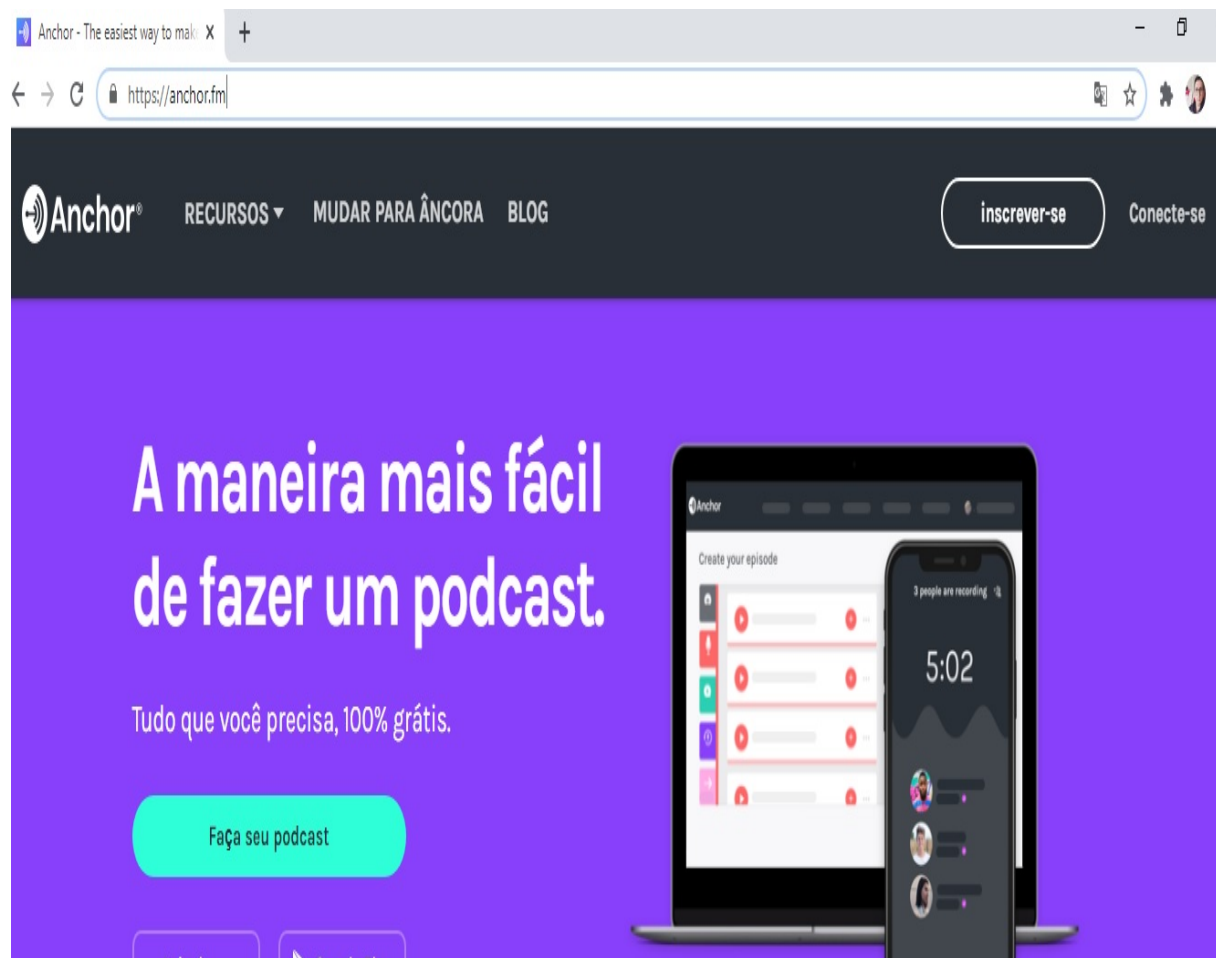 Anchor - The easiest way to mak
https://anchor.fm
Anchor® RECURSOS MUDAR PARA ÂNCORA BLOG inscrever-se Conecte-se
A maneira mais fácil
de fazer um podcast.
Tudo que você precisa, 100% grátis.
Faça seu podcast
Anchor
Create your episode
3 people are recording
5:02